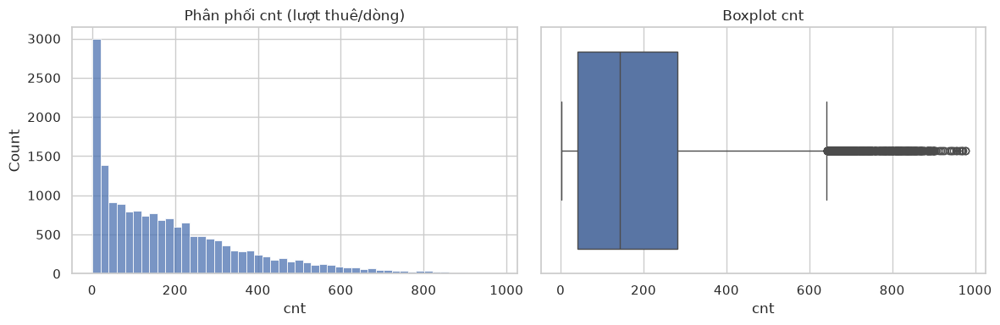 Phân phối cnt (lượt thuê/dòng)
3000
2500
2000
1500
1000
500
0
Count
0 200 400 600 800 1000
cnt
Boxplot cnt
0 200 400 600 800 1000
cnt